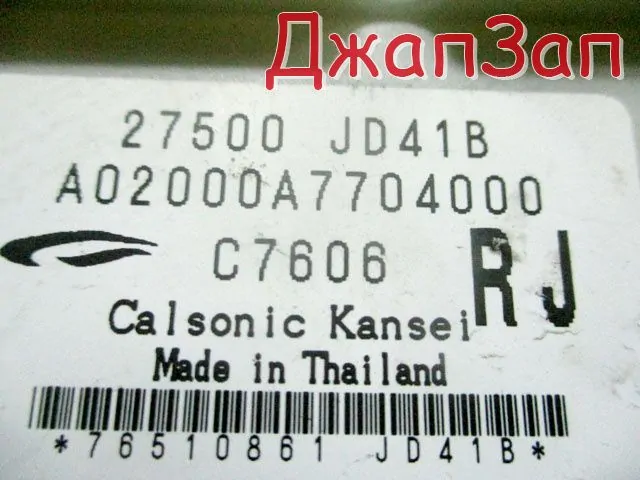 ДжапЗап
27500 JD41B
A02000A7704000
C7606
RJ
Calsonic Kansei
Made in Thailand
*76510861 JD41B*